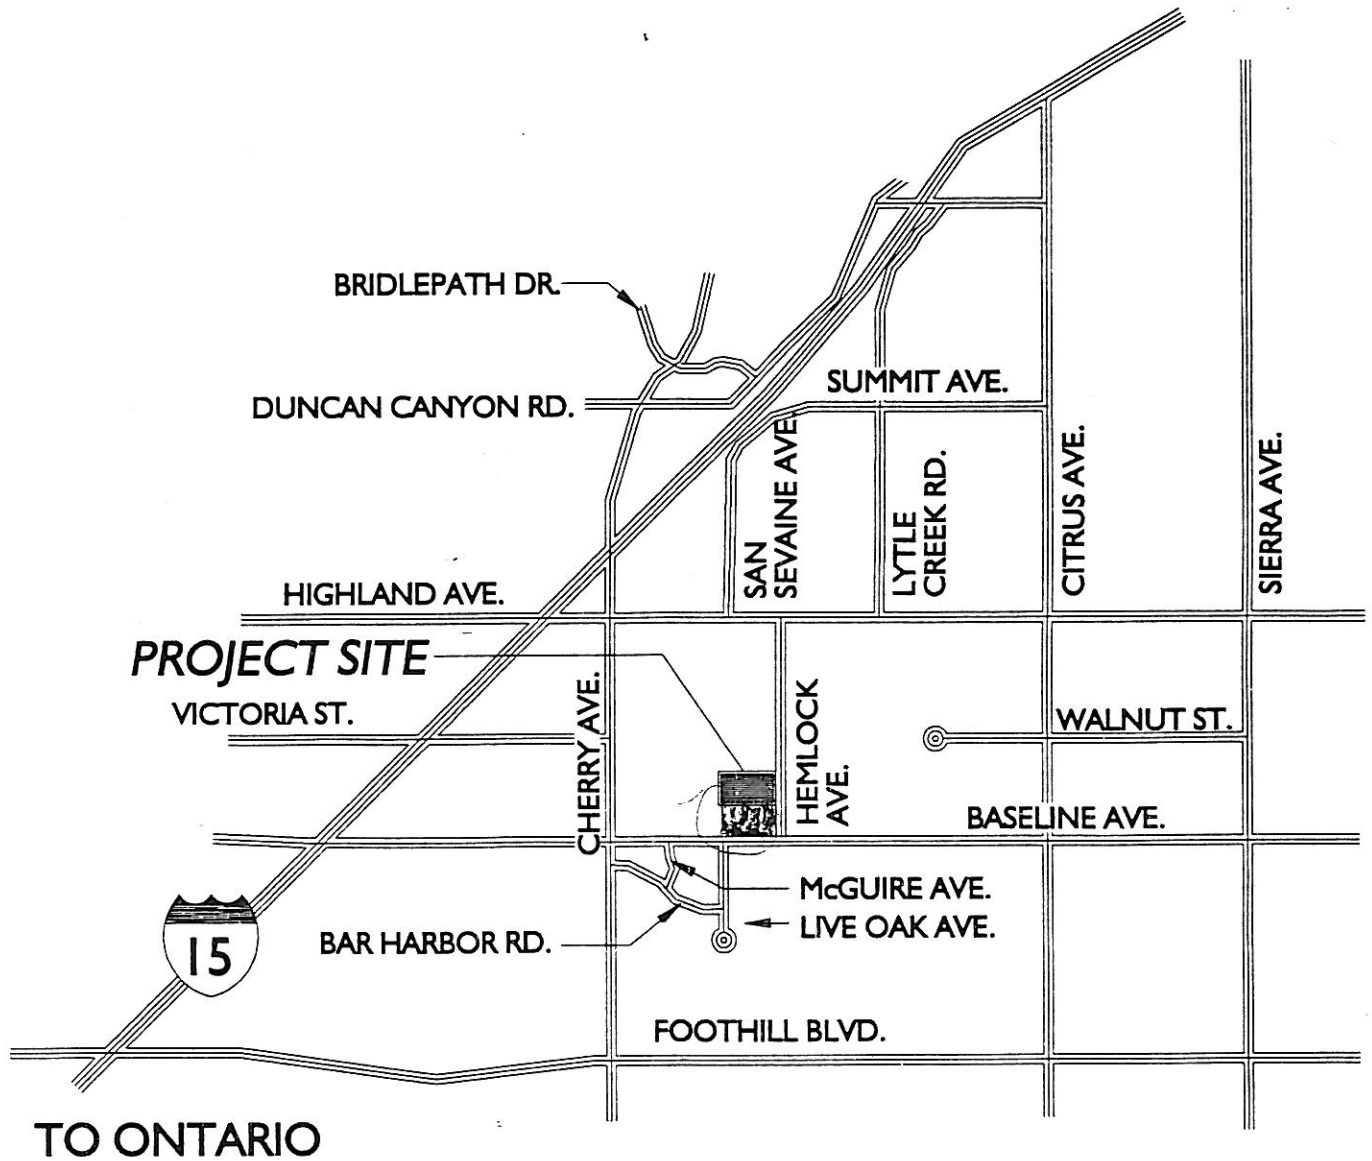 BRIDLEPATH DR.
SUMMIT AVE.
DUNCAN CANYON RD.
SAN
SEVAINE AVE.
LYTLE
CREEK RD.
CITRUS AVE.
SIERRA AVE.
HIGHLAND AVE.
PROJECT SITE
VICTORIA ST.
CHERRY AVE.
HEMLOCK
AVE.
WALNUT ST.
BASELINE AVE.
McGUIRE AVE.
LIVE OAK AVE.
BAR HARBOR RD.
15
FOOTHILL BLVD.
TO ONTARIO